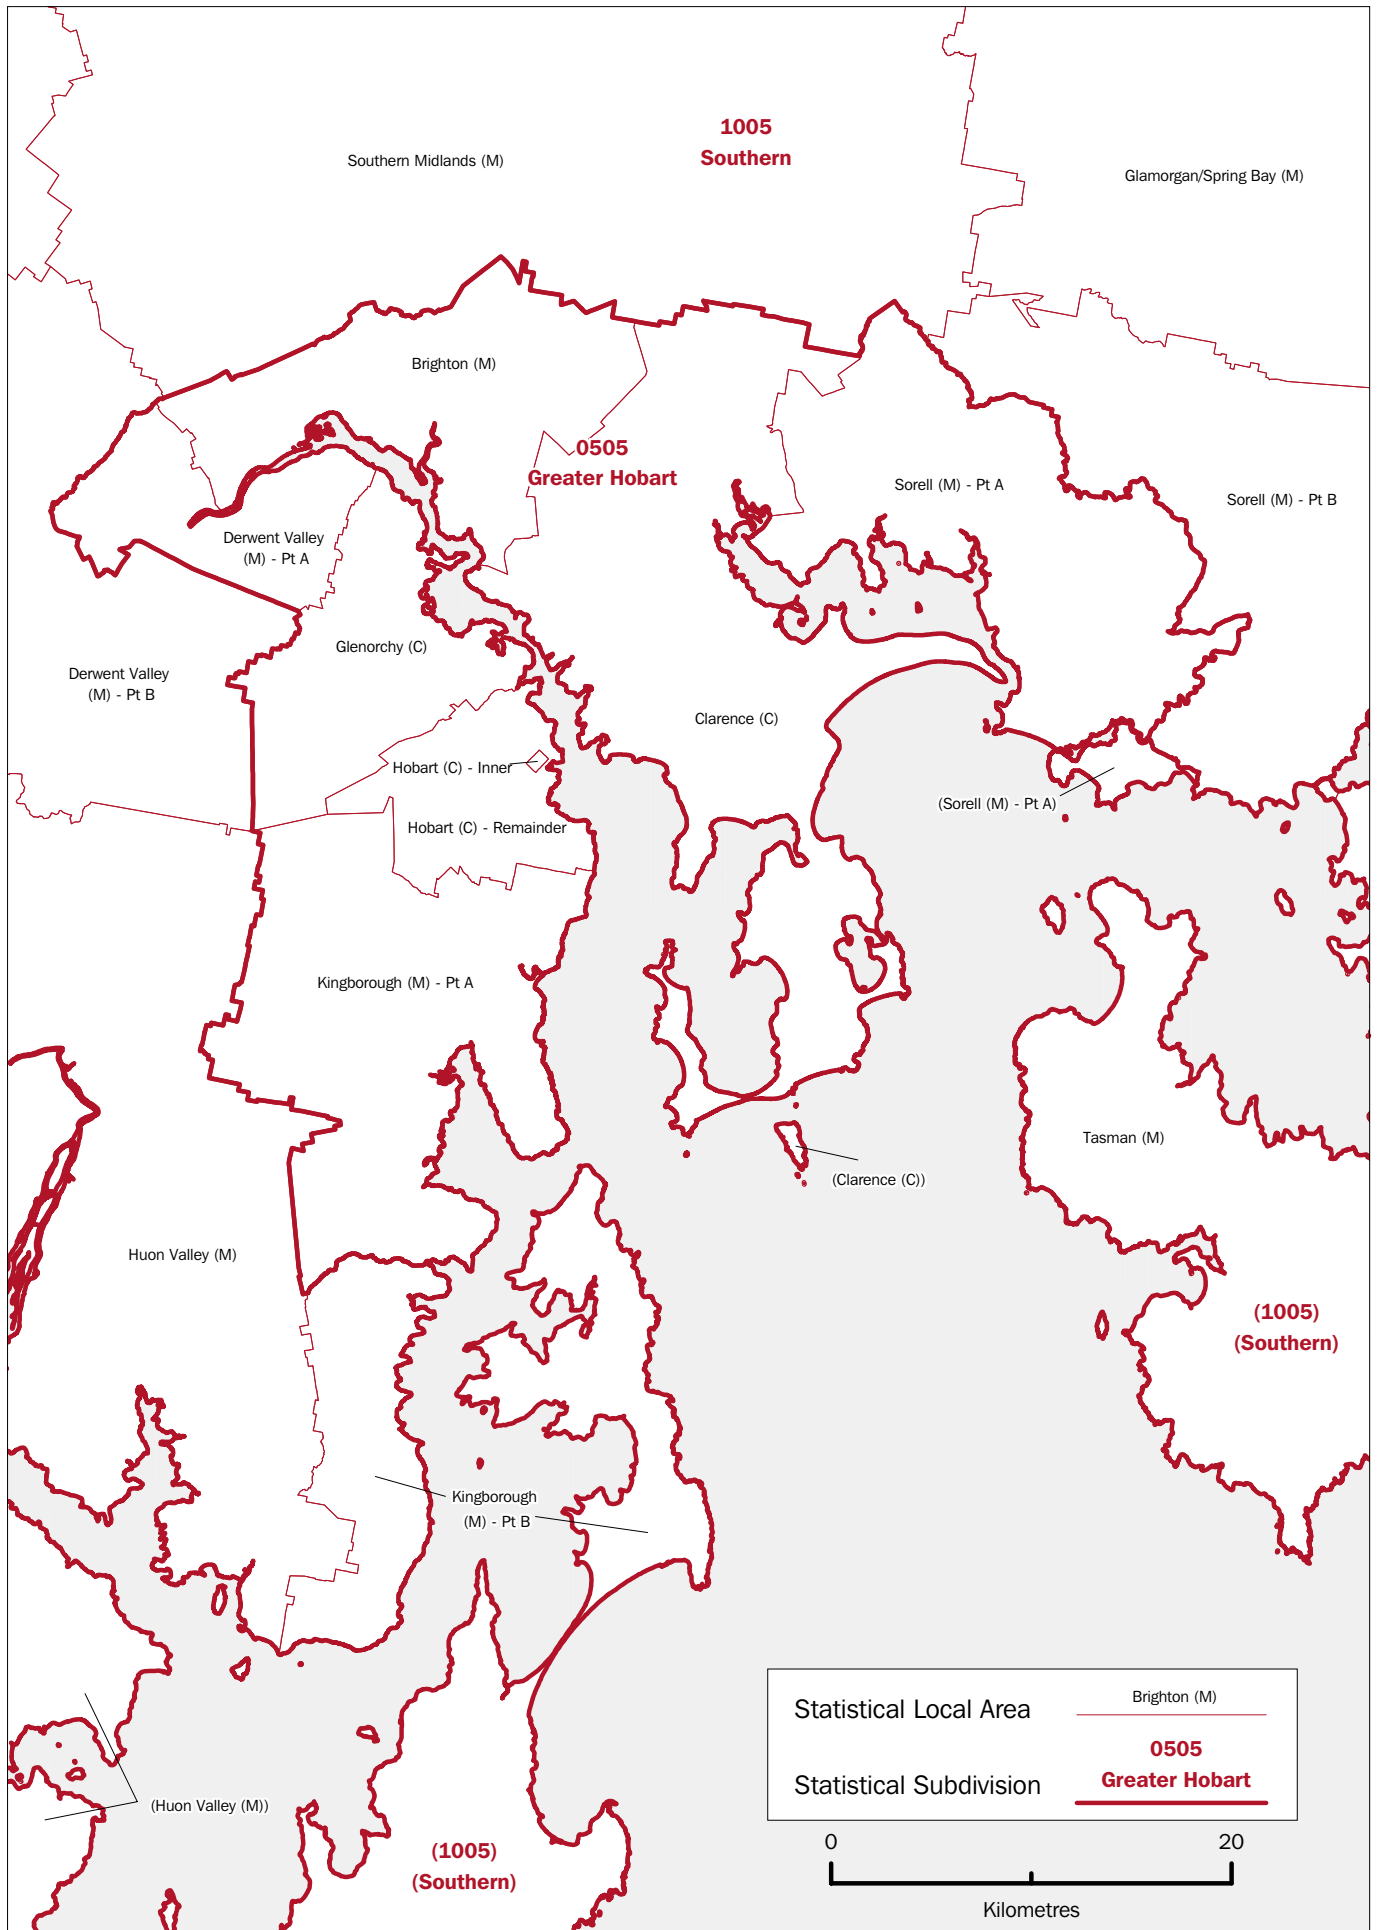 1005
Southern
Southern Midlands (M)
Glamorgan/Spring Bay (M)
Brighton (M)
0505
Greater Hobart
Sorell (M) - Pt A
Sorell (M) - Pt B
Derwent Valley
(M) - Pt A
Glenorchy (C)
Derwent Valley
(M) - Pt B
Clarence (C)
Hobart (C) - Inner
(Sorell (M) - Pt A)
Hobart (C) - Remainder
Kingborough (M) - Pt A
Tasman (M)
(Clarence (C))
Huon Valley (M)
(1005)
(Southern)
Kingborough
(M) - Pt B
Statistical Local Area
Brighton (M)
Statistical Subdivision
0505
Greater Hobart
(Huon Valley (M))
(1005)
(Southern)
0
20
Kilometres